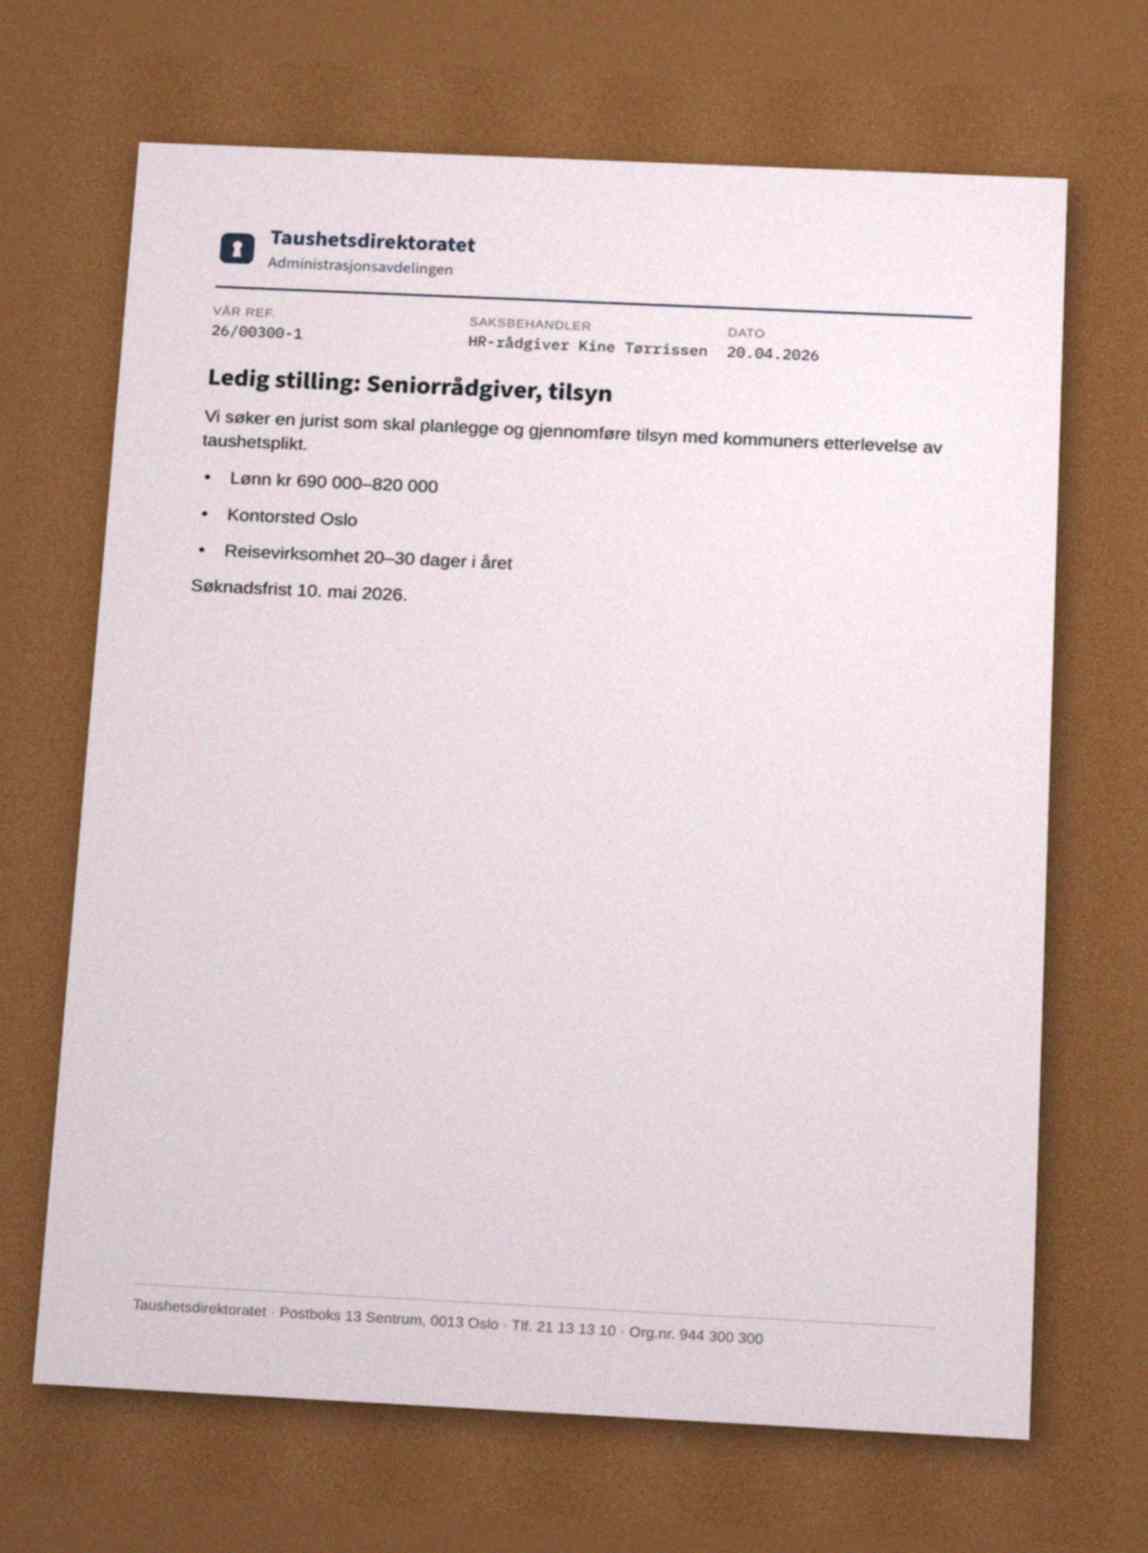 Taushetsdirektoratet
Administrasjonsavdelingen
VÅR REF.
26/00300-1
SAKSBEHANDLER
HR-rådgiver Kine Tørrissen
DATO
20.04.2026
Ledig stilling: Seniorrådgiver, tilsyn
Vi søker en jurist som skal planlegge og gjennomføre tilsyn med kommuners etterlevelse av
taushetsplikt.
• Lønn kr 690 000–820 000
• Kontorsted Oslo
• Reisevirksomhet 20–30 dager i året
Søknadsfrist 10. mai 2026.
Taushetsdirektoratet · Postboks 13 Sentrum, 0013 Oslo · Tlf. 21 13 13 10 · Org.nr. 944 300 300